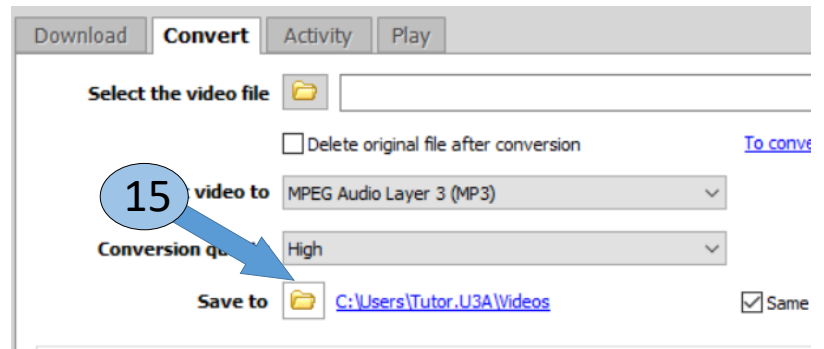 Download Convert Activity Play
Select the video file
Delete original file after conversion To conve
15 video to MPEG Audio Layer 3 (MP3)
Conversion High
Save to C:\Users\Tutor.U3A\Videos Same